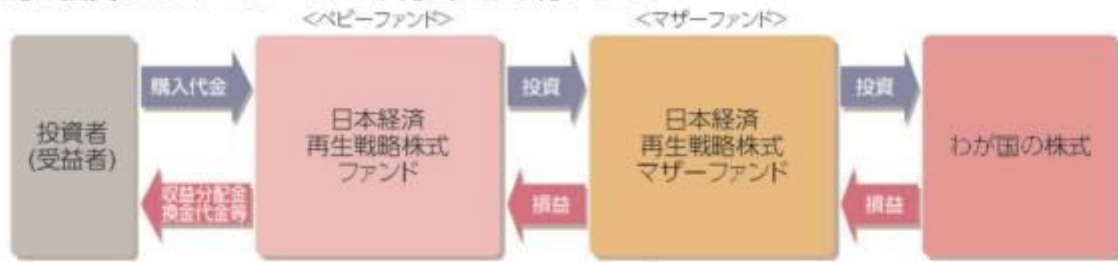 <ベビーファンド>
<マザーファンド>
投資者
(受益者)
購入代金
収益分配金
換金代金等
日本経済
再生戦略株式
ファンド
投資
損益
日本経済
再生戦略株式
マザーファンド
投資
損益
わが国の株式